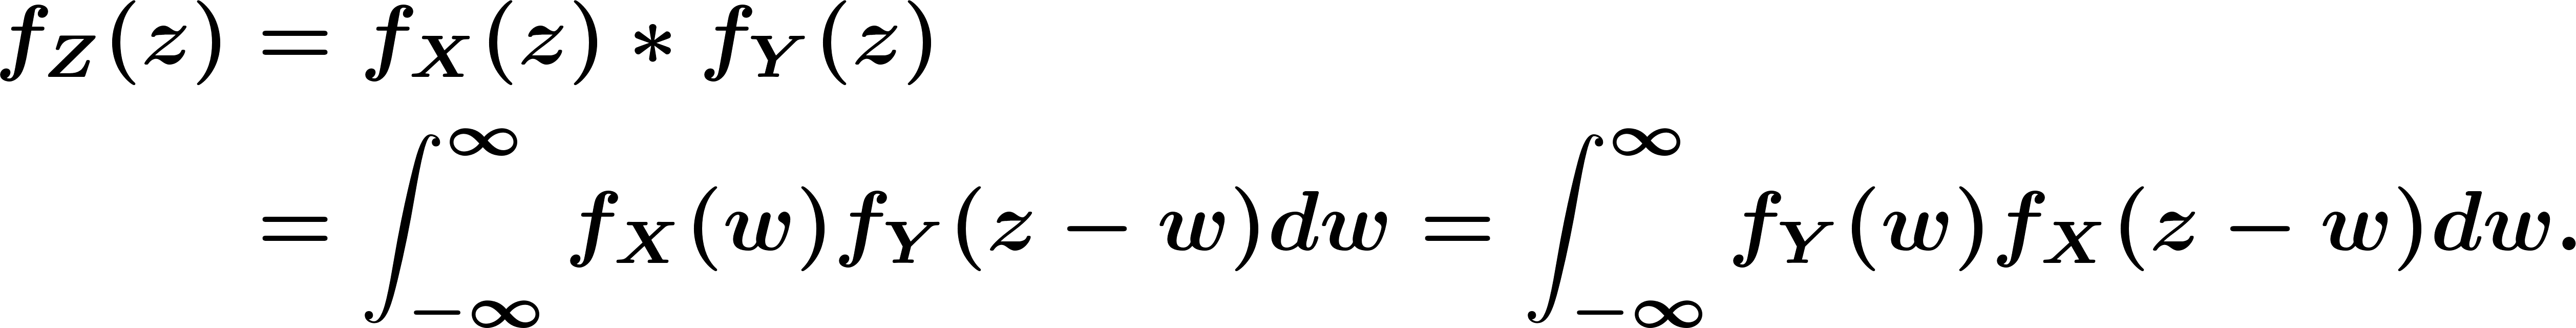 f_Z(z) = f_X(z) * f_Y(z)
= ∫_{-∞}^{∞} f_X(w) f_Y(z − w)dw = ∫_{-∞}^{∞} f_Y(w) f_X(z − w)dw.